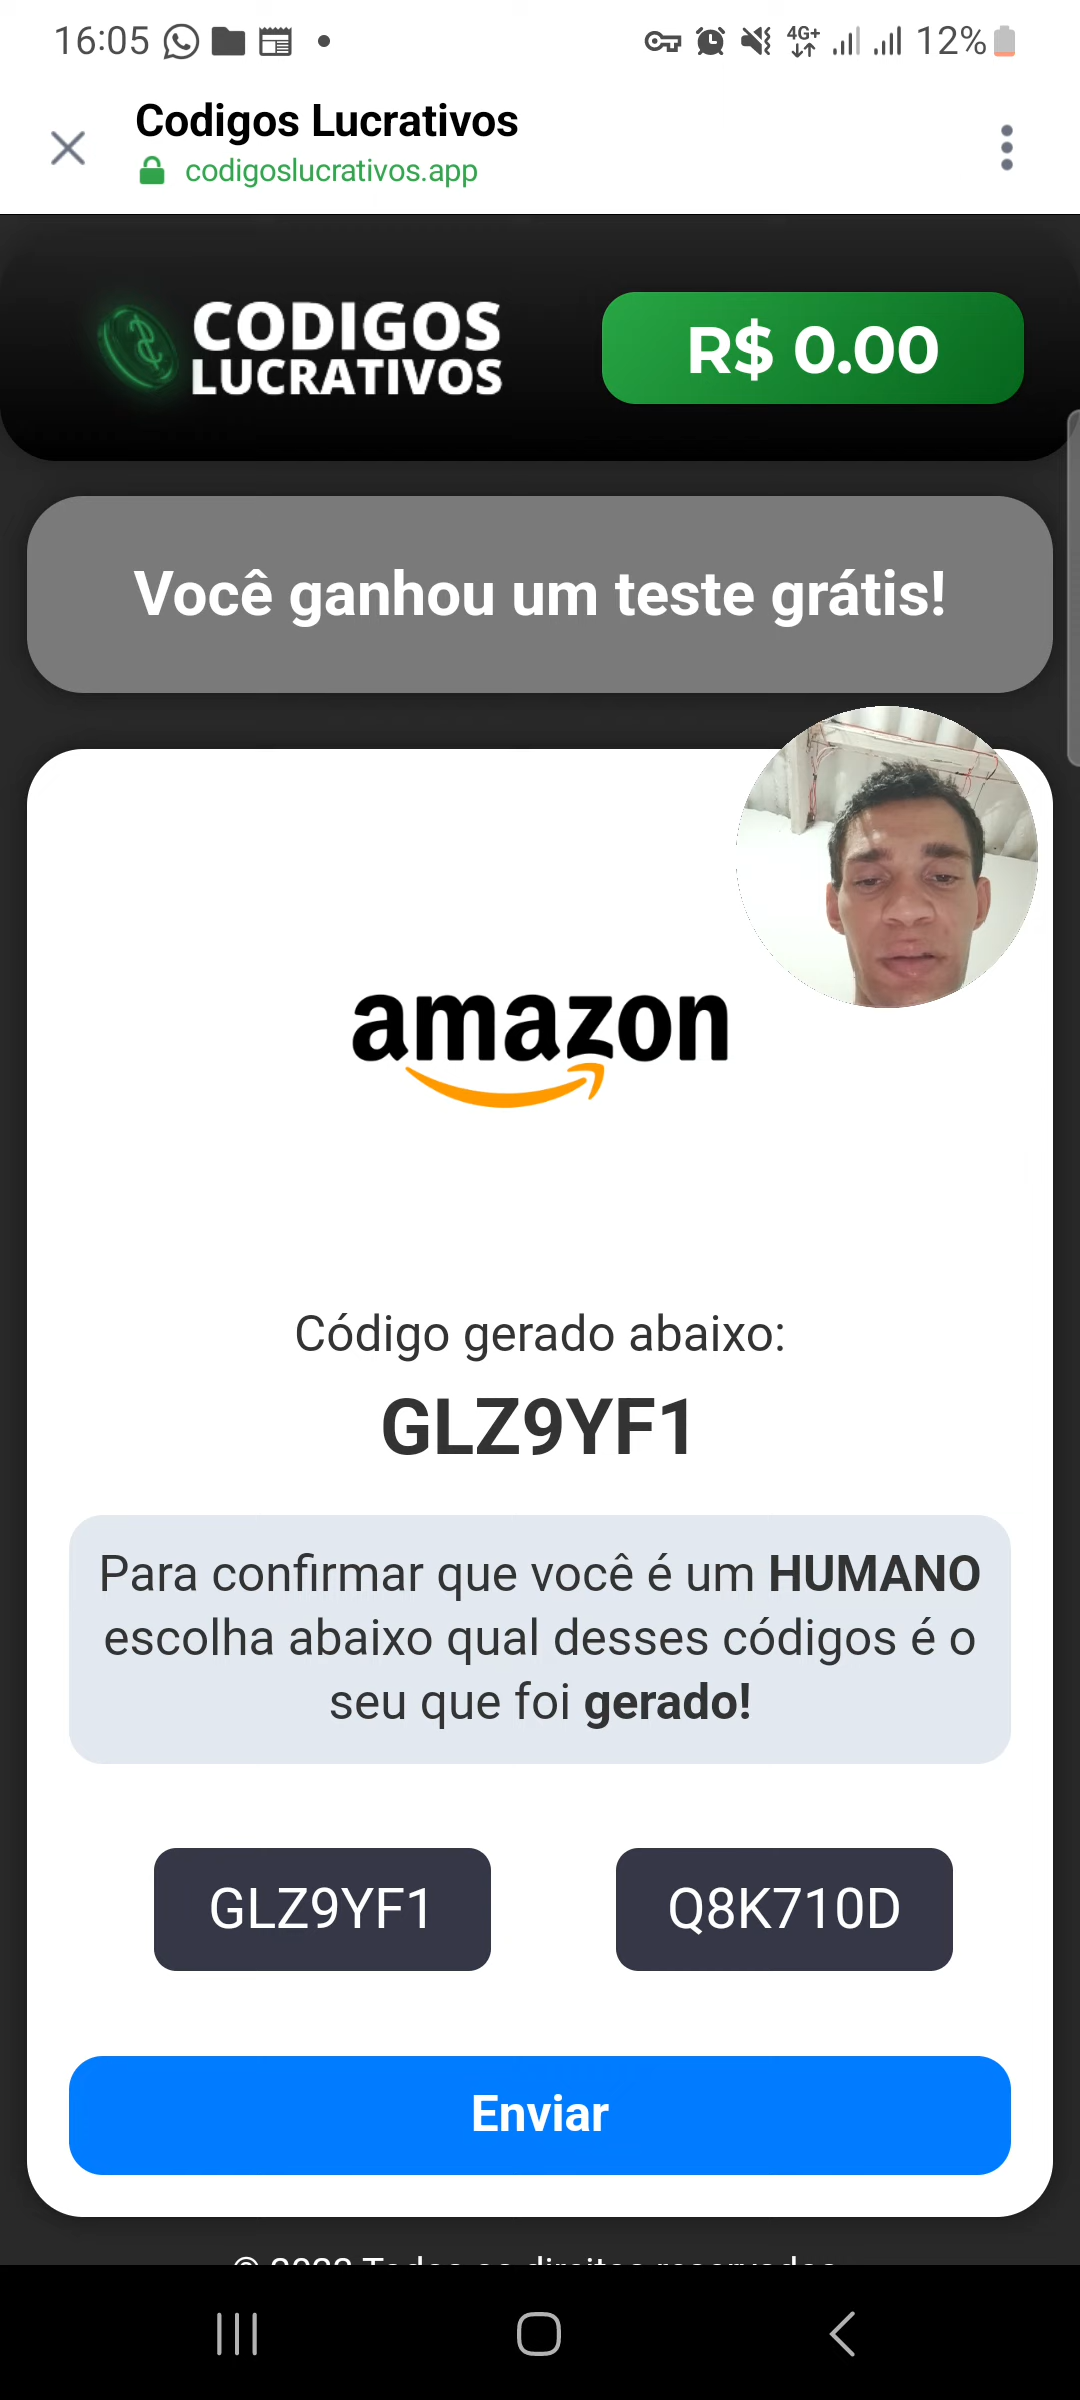 16:05
4G+
12%
Codigos Lucrativos
codigoslucrativos.app
CODIGOS
LUCRATIVOS
R$ 0.00
Você ganhou um teste grátis!
amazon
Código gerado abaixo:
GLZ9YF1
Para confirmar que você é um HUMANO
escolha abaixo qual desses códigos é o
seu que foi gerado!
GLZ9YF1
Q8K710D
Enviar